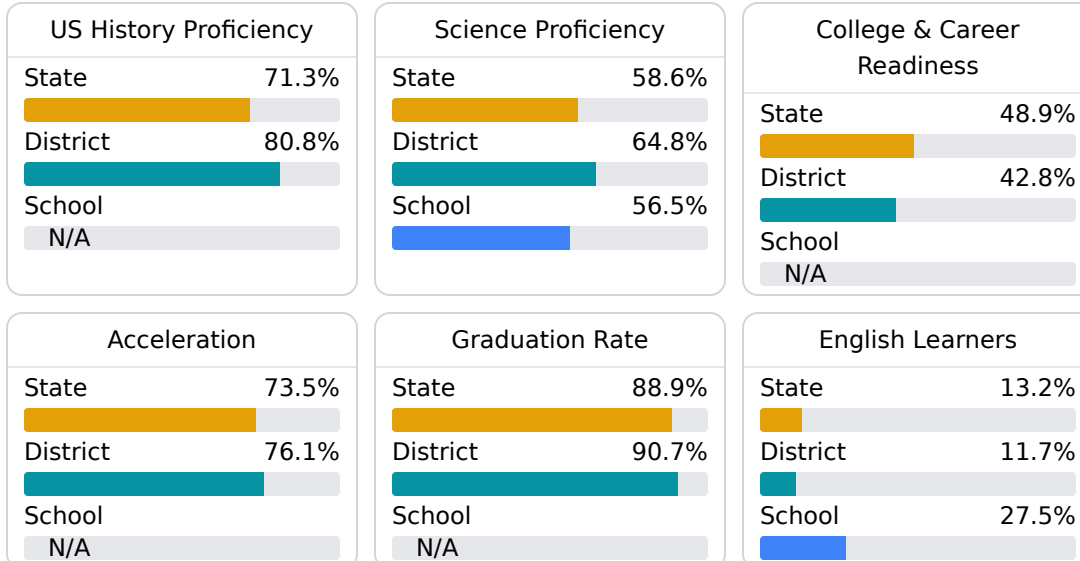 US History Proficiency
State 71.3%
District 80.8%
School
N/A
Science Proficiency
State 58.6%
District 64.8%
School 56.5%
College & Career
Readiness
State 48.9%
District 42.8%
School
N/A
Acceleration
State 73.5%
District 76.1%
School
N/A
Graduation Rate
State 88.9%
District 90.7%
School
N/A
English Learners
State 13.2%
District 11.7%
School 27.5%